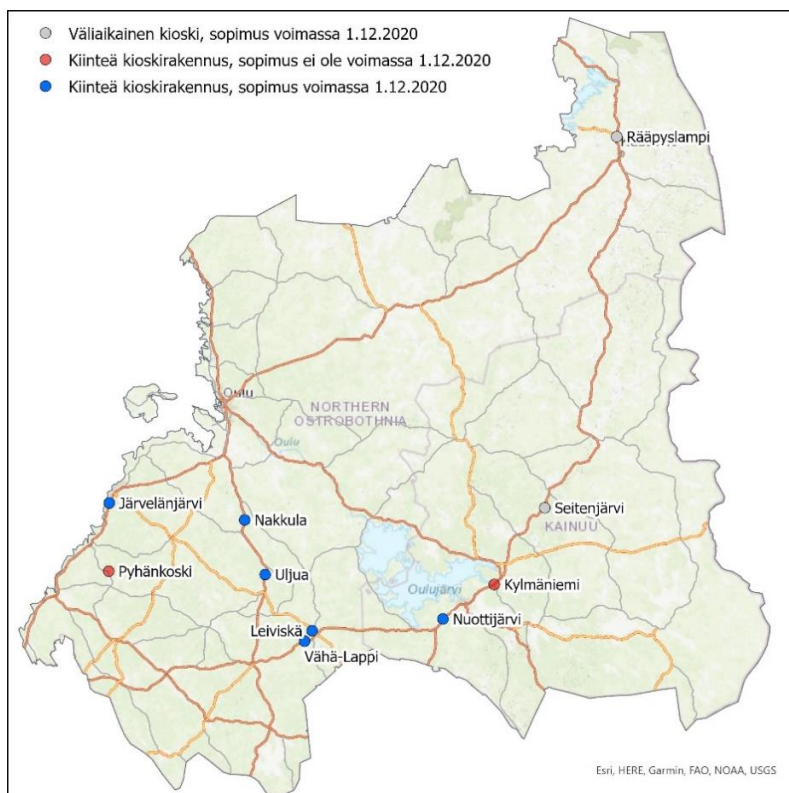 Väliaikainen kioski, sopimus voimassa 1.12.2020
Kiinteä kioskirakennus, sopimus ei ole voimassa 1.12.2020
Kiinteä kioskirakennus, sopimus voimassa 1.12.2020
Rääpyslampi
Oulu
NORTHERN
OSTROBOTHNIA
Oulu
Järvelänjärvi
Nakkula
Seitenjärvi
KAINUU
Pyhänkoski
Uljua
Oulujärvi
Kylmäniemi
Leiviskä
Nuottijärvi
Vähä-Lappi
Esri, HERE, Garmin, FAO, NOAA, USGS